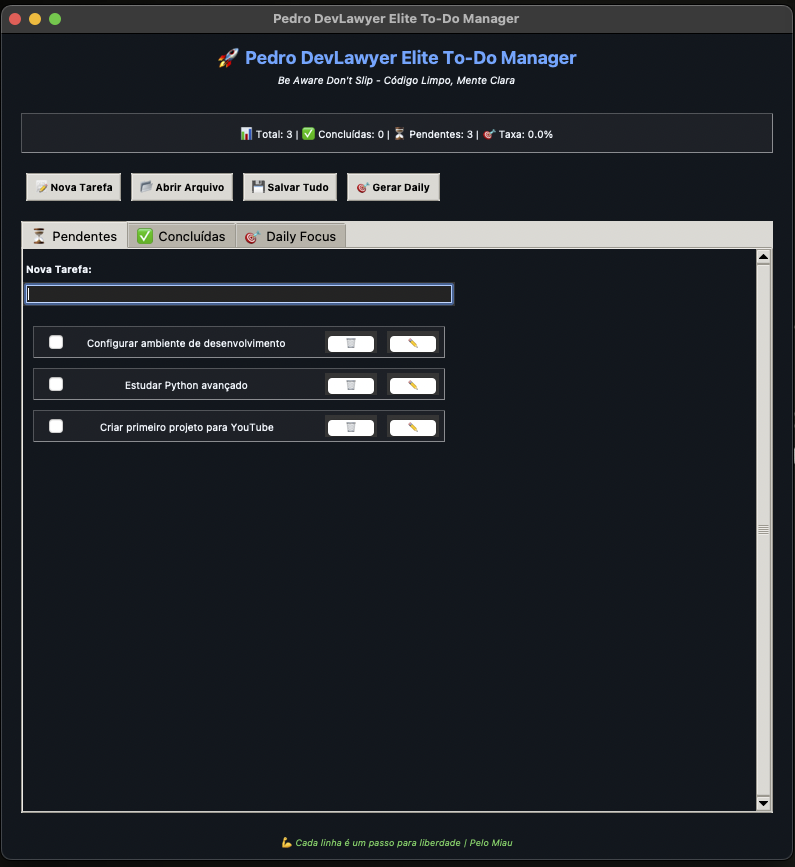 Pedro DevLawyer Elite To-Do Manager
🚀 Pedro DevLawyer Elite To-Do Manager
Be Aware Don't Slip - Código Limpo, Mente Clara
📊 Total: 3 | ✅ Concluídas: 0 | ⏳ Pendentes: 3 | 🎯 Taxa: 0.0%
📝 Nova Tarefa 📂 Abrir Arquivo 💾 Salvar Tudo 🎯 Gerar Daily
⏳ Pendentes ✅ Concluídas 🎯 Daily Focus
Nova Tarefa:
Configurar ambiente de desenvolvimento
Estudar Python avançado
Criar primeiro projeto para YouTube
💪 Cada linha é um passo para liberdade | Pelo Miau